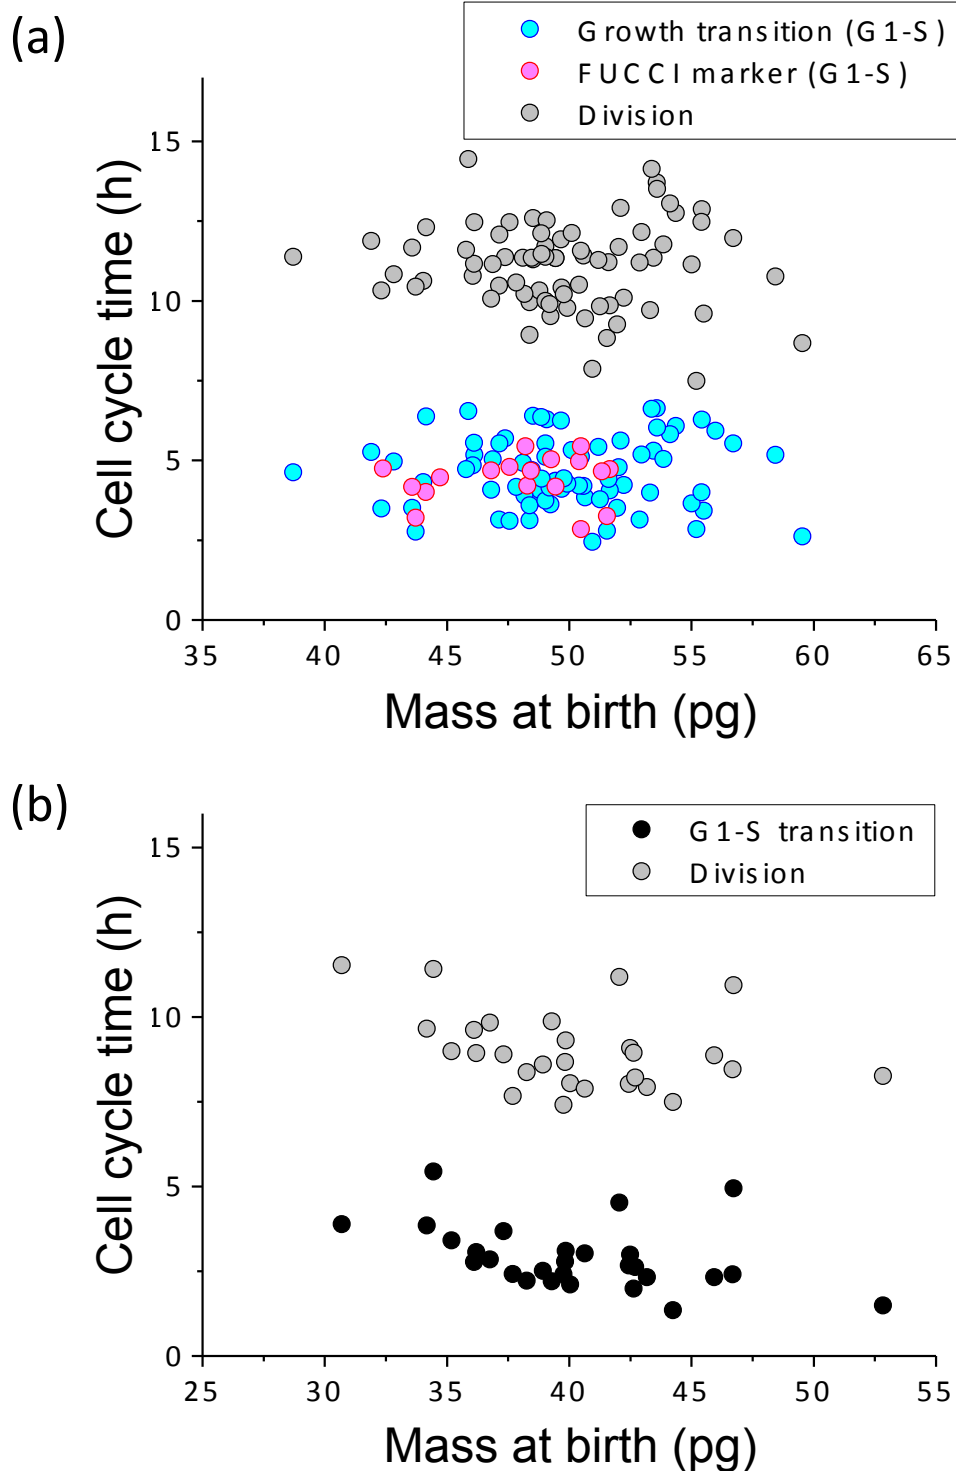 (a)
Growth transition (G1-S)
FUCCI marker (G1-S)
Division
Cell cycle time (h)
15
10
5
0
35 40 45 50 55 60 65
Mass at birth (pg)
(b)
G1-S transition
Division
Cell cycle time (h)
15
10
5
0
25 30 35 40 45 50 55
Mass at birth (pg)